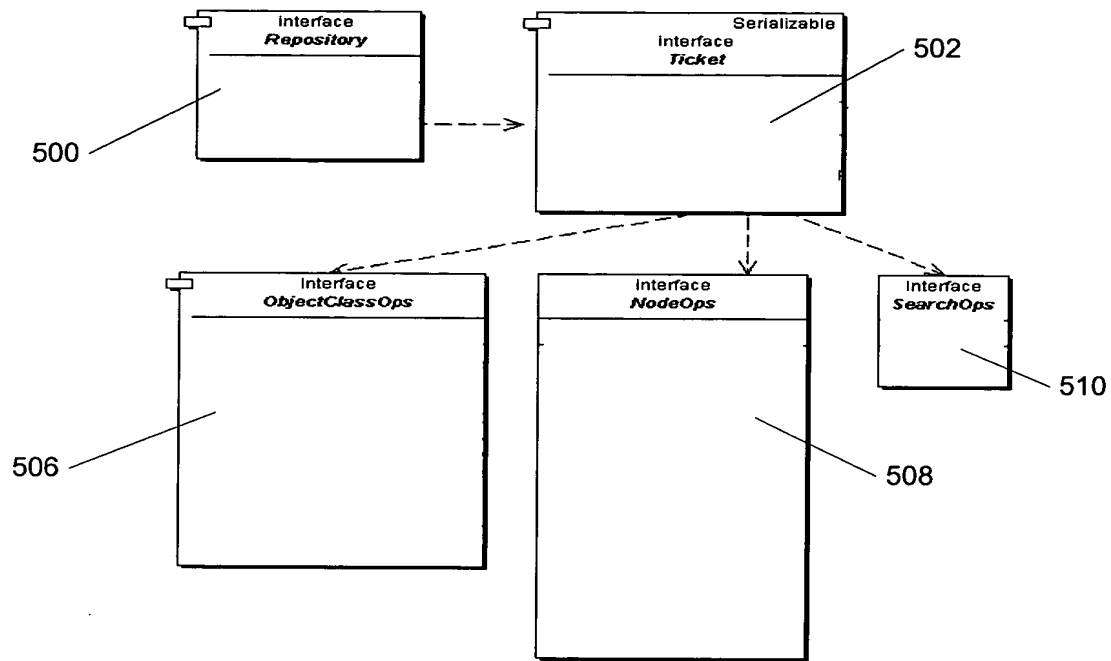 interface
Repository
Serializable
interface
Ticket
502
500
interface
ObjectClassOps
interface
NodeOps
interface
SearchOps
510
506
508